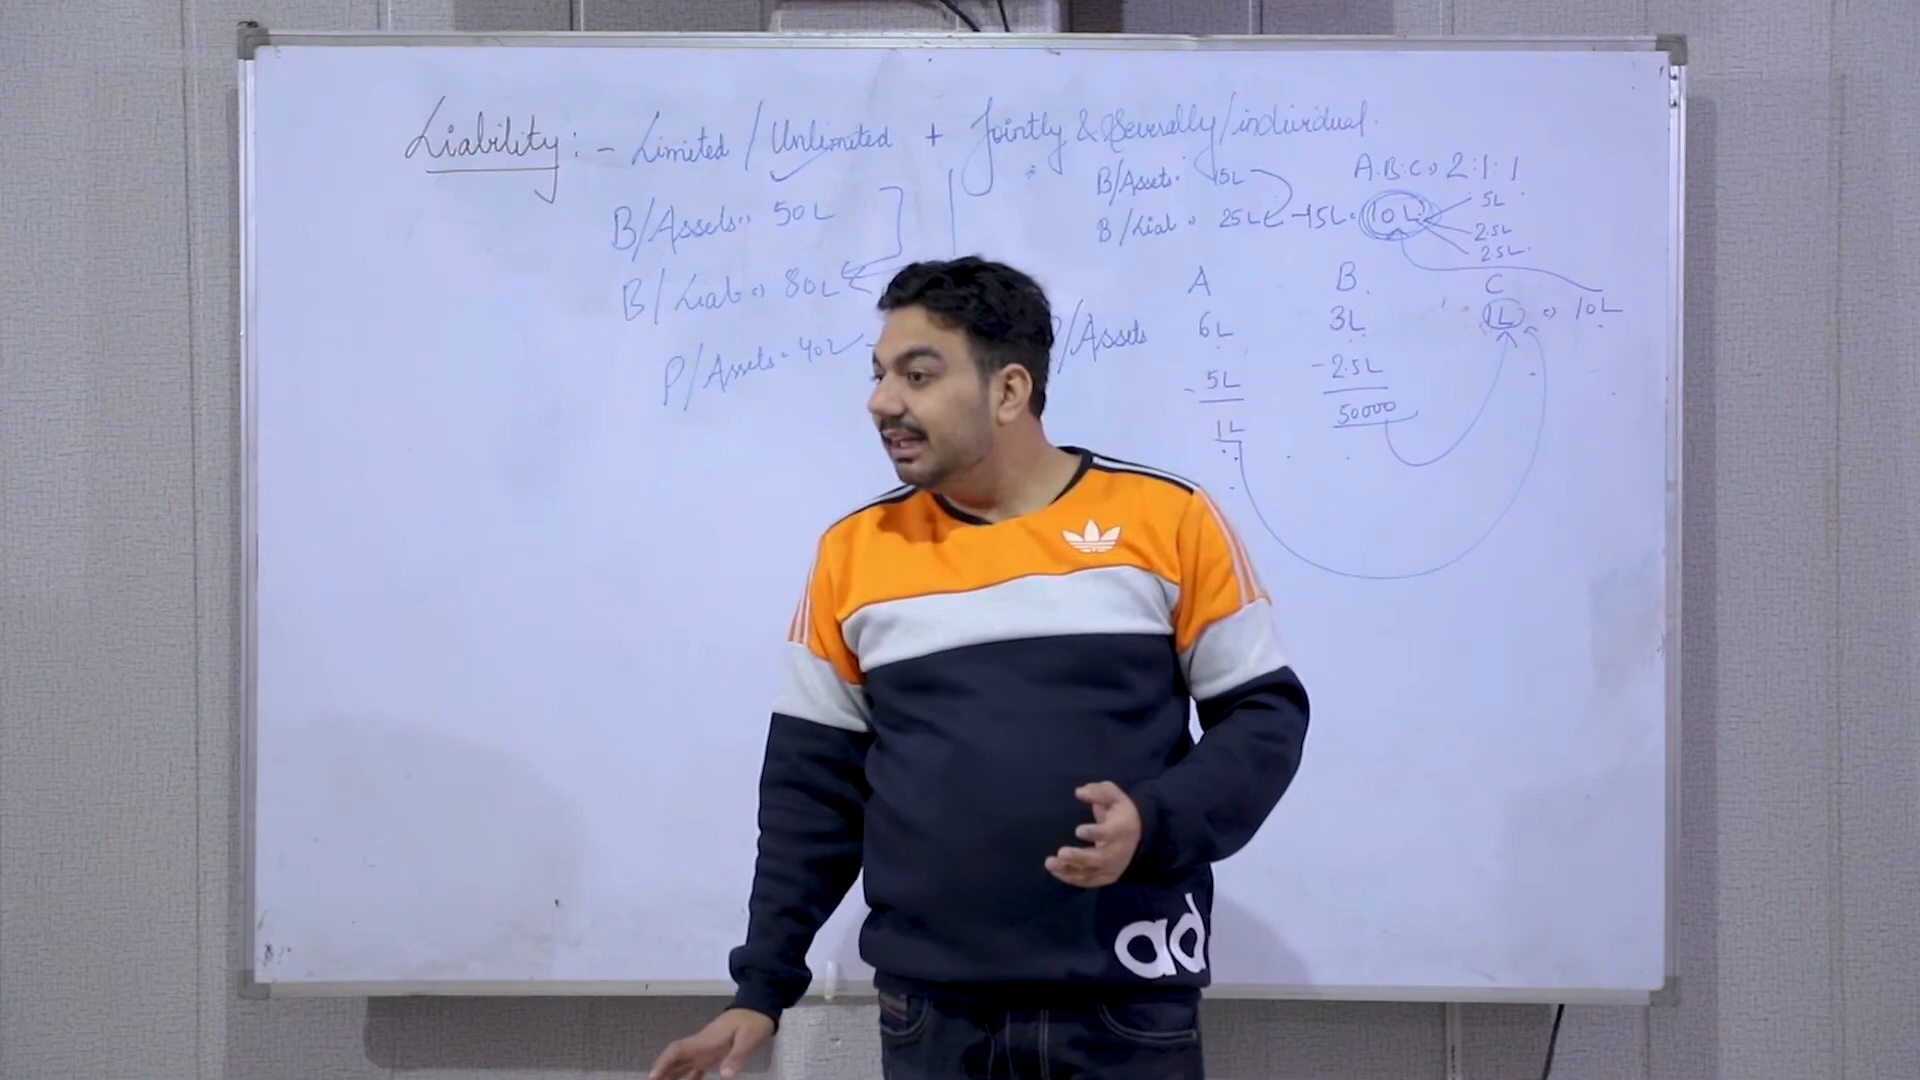 Liability :- Limited / Unlimited + Jointly & Severally/individual.
B/Assets = 50L
B/Liab = 80L
P/Assets = 40L
B/Assets = 15L
A:B:C = 2:1:1
B/Liab = 25L - 15L = 10L
5L
2.5L
2.5L
A B C
/Assets 6L 3L 1L = 10L
- 5L - 2.5L
1L 50000
ad